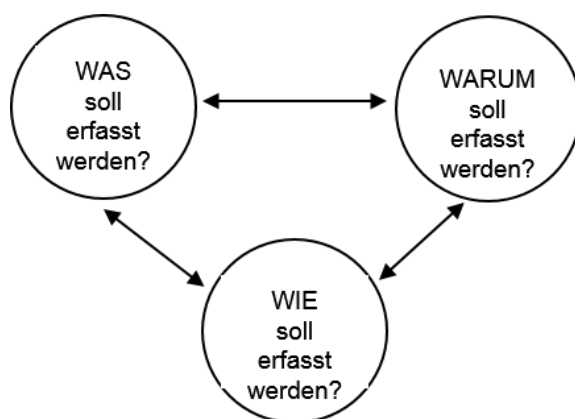 WAS
soll
erfasst
werden?
WARUM
soll
erfasst
werden?
WIE
soll
erfasst
werden?